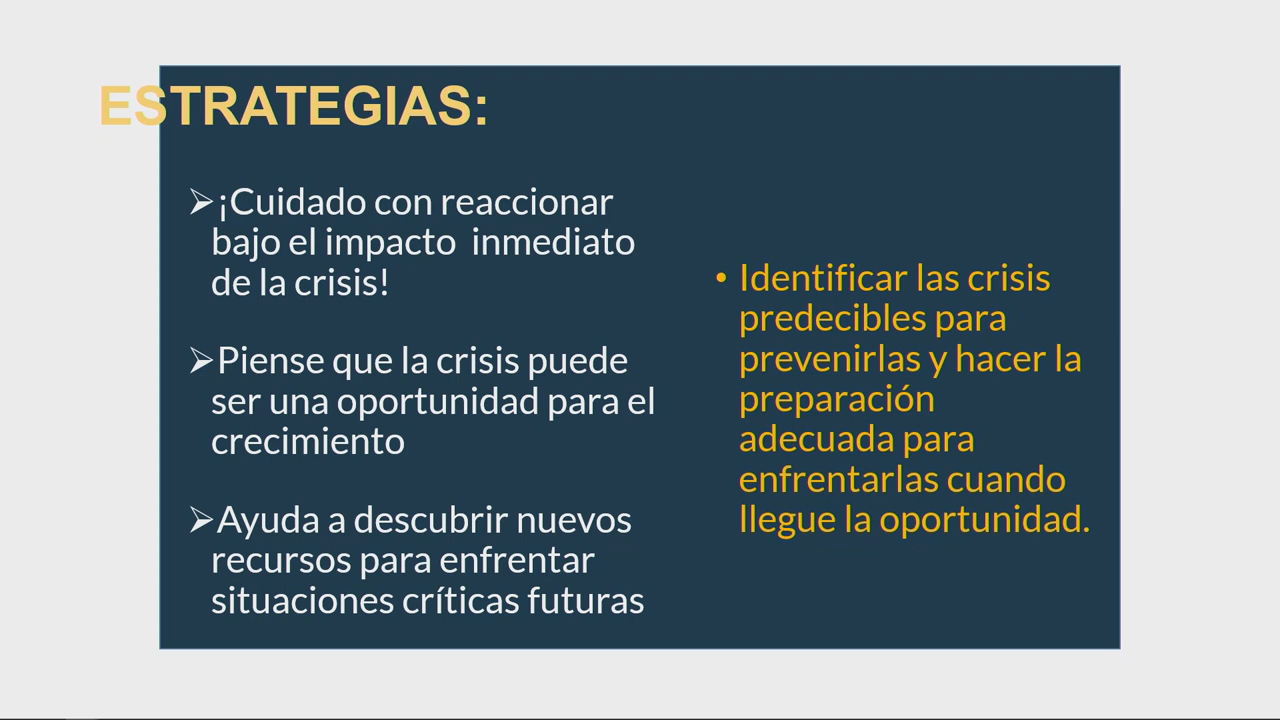 ESTRATEGIAS:
➢¡Cuidado con reaccionar
bajo el impacto  inmediato
de la crisis!
➢Piense que la crisis puede
ser una oportunidad para el
crecimiento
➢Ayuda a descubrir nuevos
recursos para enfrentar
situaciones críticas futuras
• Identificar las crisis
predecibles para
prevenirlas y hacer la
preparación
adecuada para
enfrentarlas cuando
llegue la oportunidad.